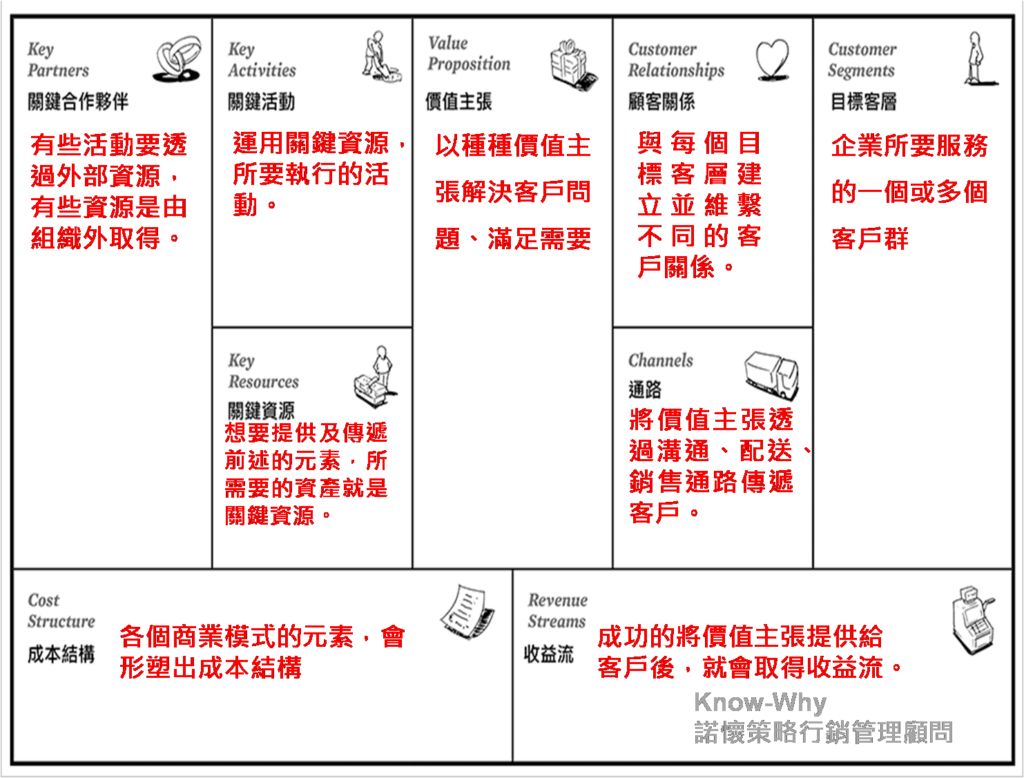 Key
Partners
關鍵合作夥伴
有些活動要透
過外部資源，
有些資源是由
組織外取得。
Key
Activities
關鍵活動
運用關鍵資源，
所要執行的活
動。
Key
Resources
關鍵資源
想要提供及傳遞
前述的元素，所
需要的資產就是
關鍵資源。
Value
Proposition
價值主張
以種種價值主
張解決客戶問
題、滿足需要
Customer
Relationships
顧客關係
與每個目
標客層建
立並維繫
不同的客
戶關係。
Channels
通路
將價值主張透
過溝通、配送、
銷售通路傳遞
客戶。
Customer
Segments
目標客層
企業所要服務
的一個或多個
客戶群
Cost
Structure
成本結構
各個商業模式的元素，會
形塑出成本結構
Revenue
Streams
收益流
成功的將價值主張提供給
客戶後，就會取得收益流。
Know-Why
諾懷策略行銷管理顧問